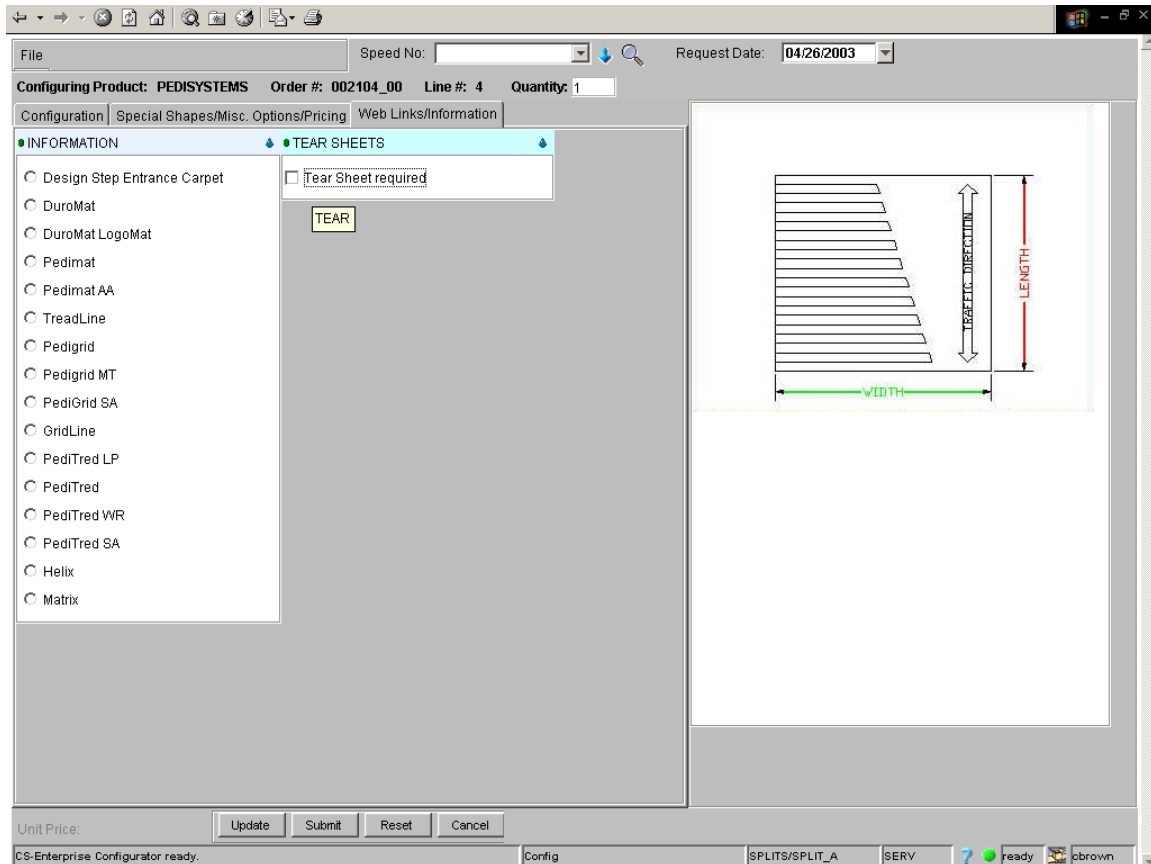 File
Speed No:
Request Date: 04/26/2003
Configuring Product: PEDISYSTEMS Order #: 002104_00 Line #: 4 Quantity: 1
Configuration Special Shapes/Misc. Options/Pricing Web Links/Information
INFORMATION
TEAR SHEETS
Design Step Entrance Carpet
Tear Sheet required
DuroMat
TEAR
DuroMat LogoMat
Pedimat
Pedimat AA
TreadLine
Pedigrid
Pedigrid MT
PediGrid SA
GridLine
PediTred LP
PediTred
PediTred WR
PediTred SA
Helix
Matrix
TRAFFIC DIRECTION
LENGTH
WIDTH
Unit Price:
Update Submit Reset Cancel
CS-Enterprise Configurator ready. Config SPLITS/SPLIT_A SERV ? ready cbrown